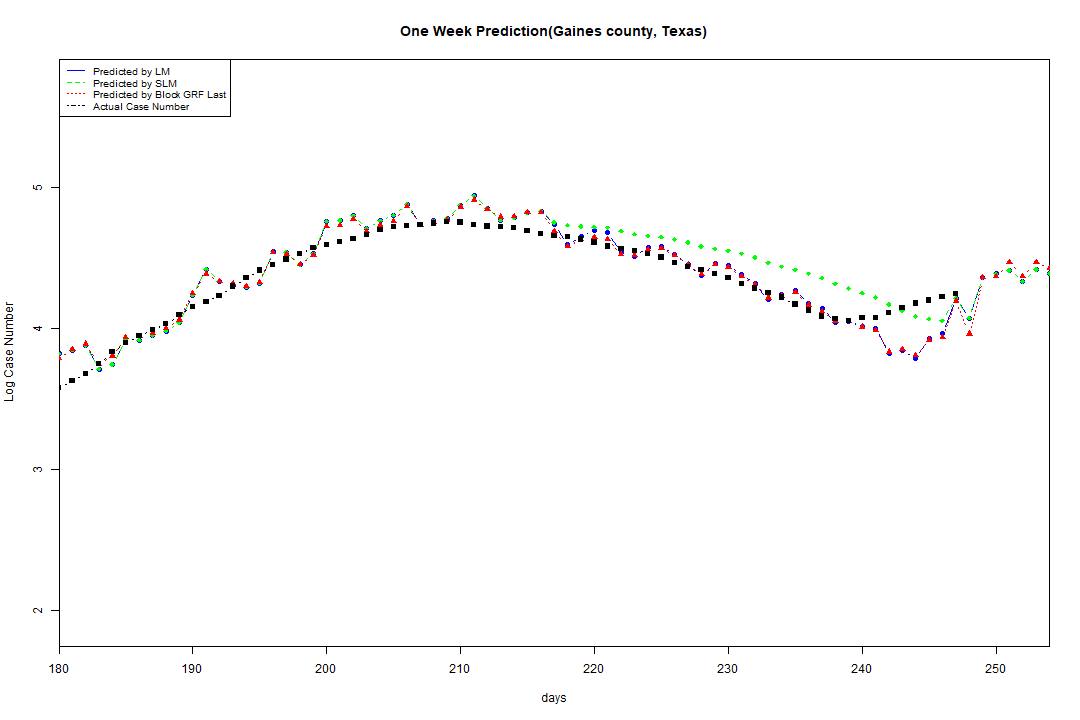 One Week Prediction(Gaines county, Texas)
Predicted by LM
Predicted by SLM
Predicted by Block GRF Last
Actual Case Number
Log Case Number
5
4
3
2
180 190 200 210 220 230 240 250
days